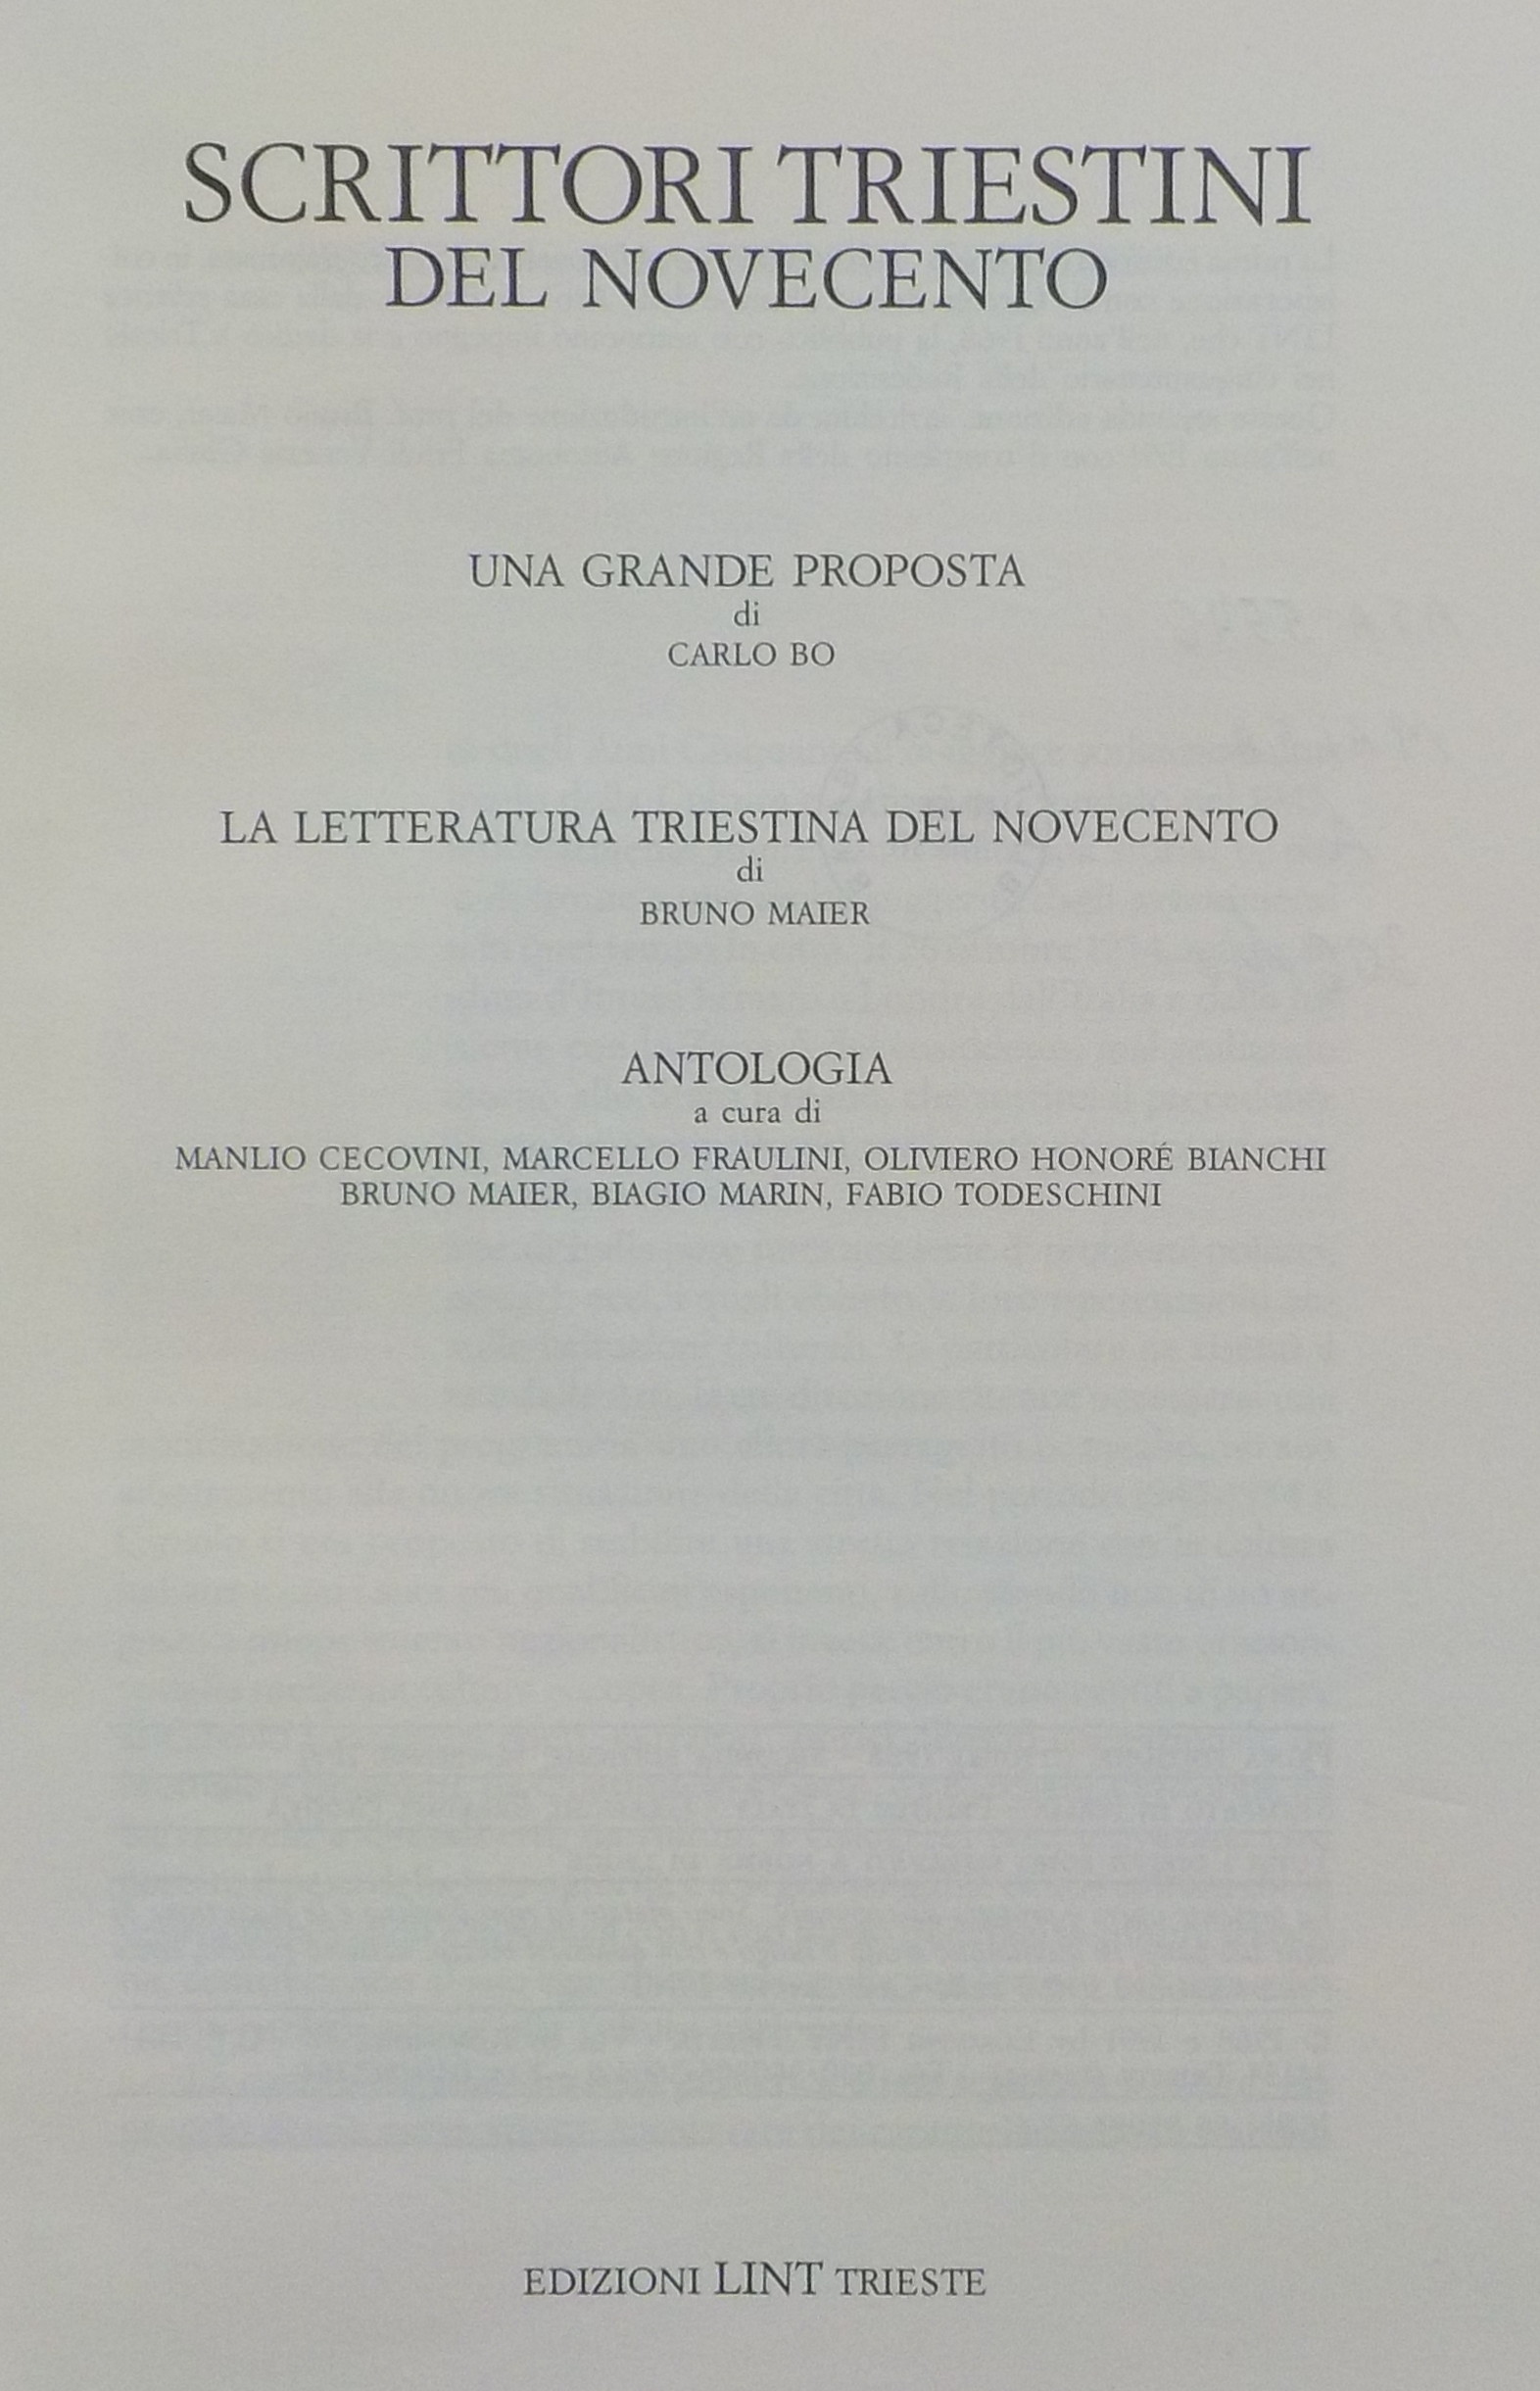 SCRITTORI TRIESTINI
DEL NOVECENTO
UNA GRANDE PROPOSTA
di
CARLO BO
LA LETTERATURA TRIESTINA DEL NOVECENTO
di
BRUNO MAIER
ANTOLOGIA
a cura di
MANLIO CECOVINI, MARCELLO FRAULINI, OLIVIERO HONORÉ BIANCHI
BRUNO MAIER, BIAGIO MARIN, FABIO TODESCHINI
EDIZIONI LINT TRIESTE